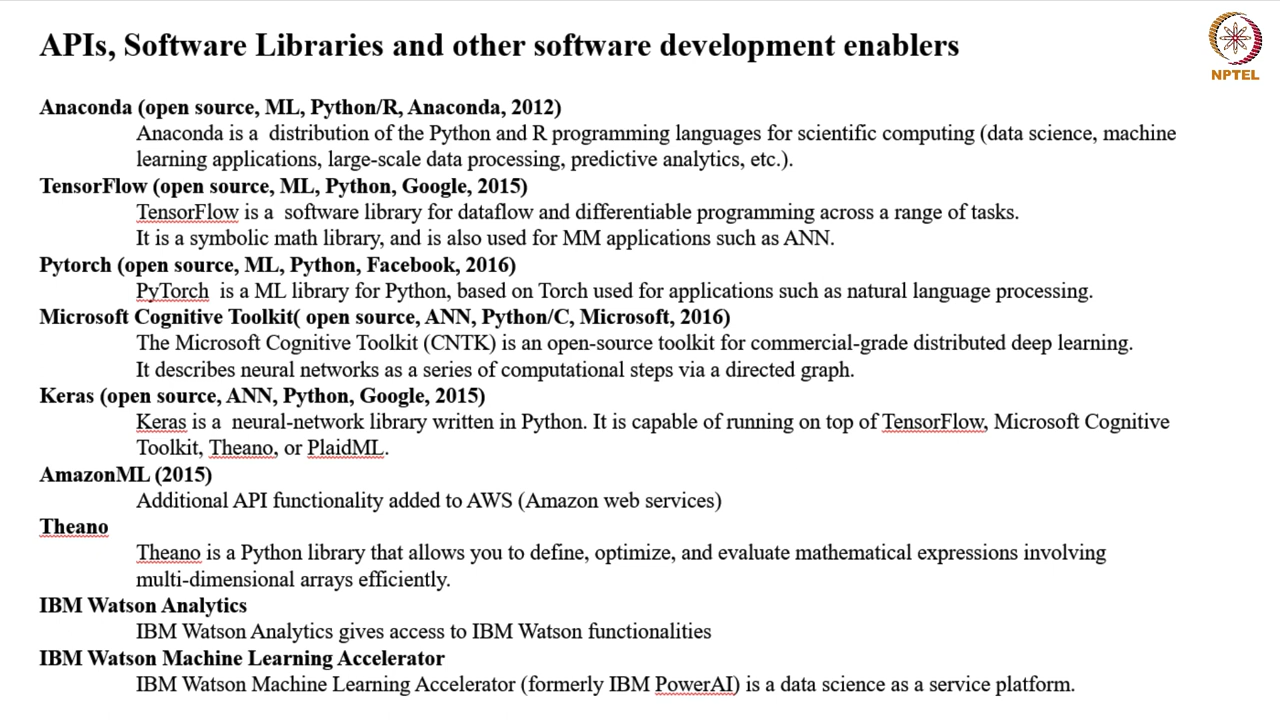 APIs, Software Libraries and other software development enablers
NPTEL
Anaconda (open source, ML, Python/R, Anaconda, 2012)
Anaconda is a distribution of the Python and R programming languages for scientific computing (data science, machine
learning applications, large-scale data processing, predictive analytics, etc.).
TensorFlow (open source, ML, Python, Google, 2015)
TensorFlow is a software library for dataflow and differentiable programming across a range of tasks.
It is a symbolic math library, and is also used for MM applications such as ANN.
Pytorch (open source, ML, Python, Facebook, 2016)
PyTorch is a ML library for Python, based on Torch used for applications such as natural language processing.
Microsoft Cognitive Toolkit( open source, ANN, Python/C, Microsoft, 2016)
The Microsoft Cognitive Toolkit (CNTK) is an open-source toolkit for commercial-grade distributed deep learning.
It describes neural networks as a series of computational steps via a directed graph.
Keras (open source, ANN, Python, Google, 2015)
Keras is a neural-network library written in Python. It is capable of running on top of TensorFlow, Microsoft Cognitive
Toolkit, Theano, or PlaidML.
AmazonML (2015)
Additional API functionality added to AWS (Amazon web services)
Theano
Theano is a Python library that allows you to define, optimize, and evaluate mathematical expressions involving
multi-dimensional arrays efficiently.
IBM Watson Analytics
IBM Watson Analytics gives access to IBM Watson functionalities
IBM Watson Machine Learning Accelerator
IBM Watson Machine Learning Accelerator (formerly IBM PowerAI) is a data science as a service platform.